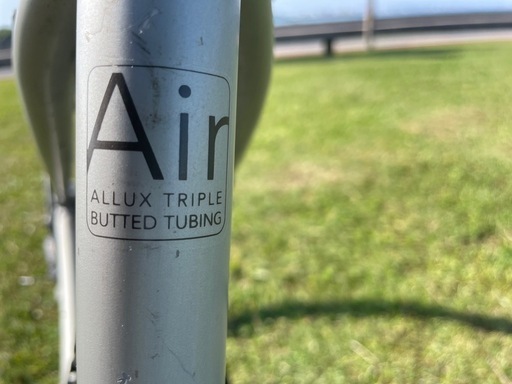 Air
ALLUX TRIPLE
BUTTED TUBING